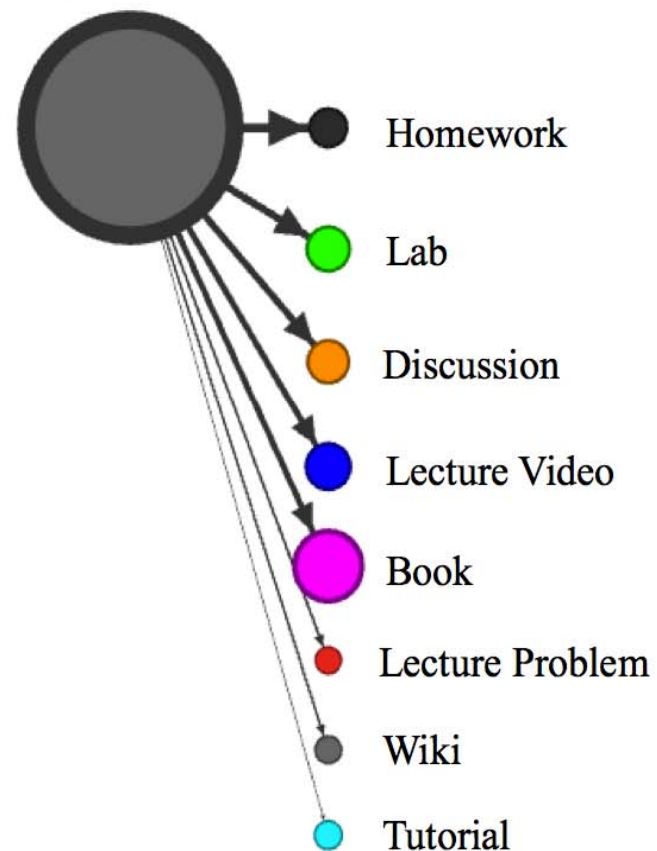 Homework
Lab
Discussion
Lecture Video
Book
Lecture Problem
Wiki
Tutorial